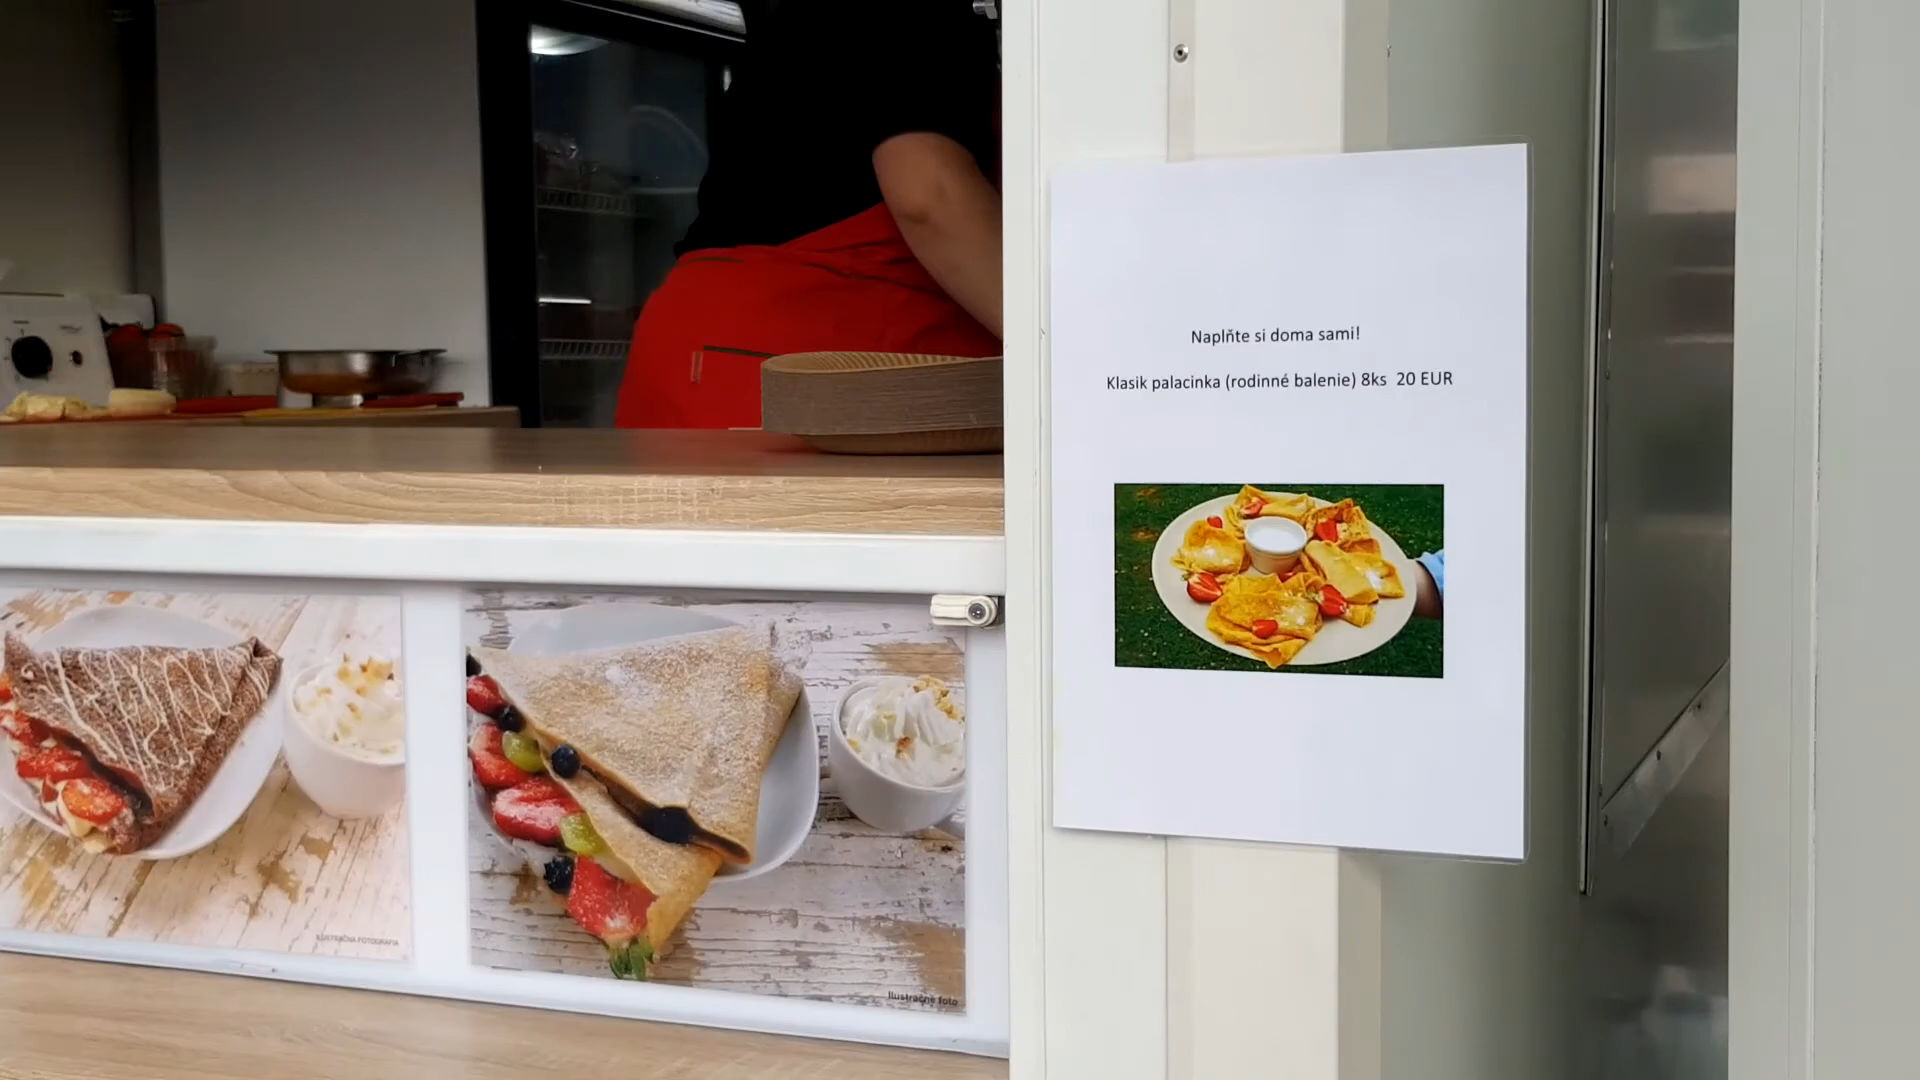 Naplňte si doma sami!
Klasik palacinka (rodinné balenie) 8ks 20 EUR
ILUSTRAČNÁ FOTOGRAFIA
Ilustračné foto